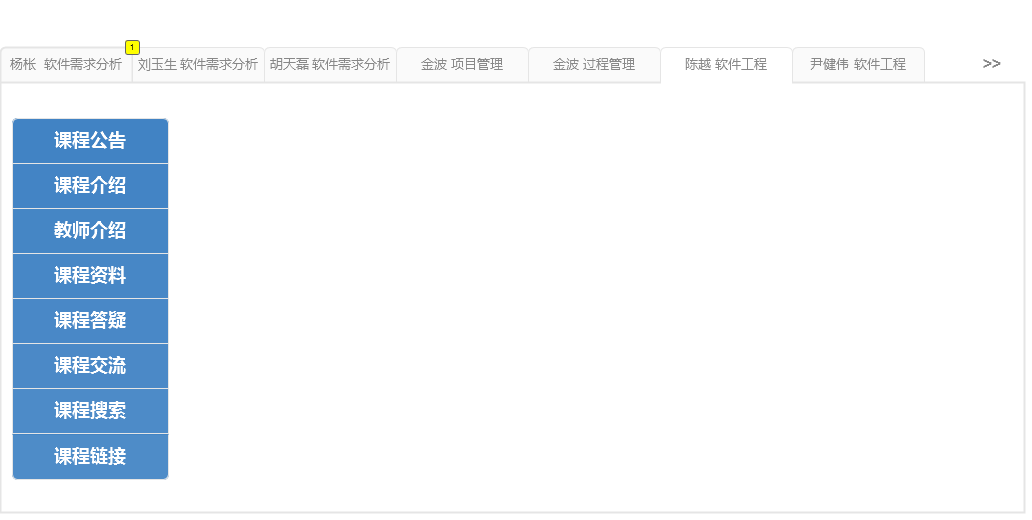 1
杨枨 软件需求分析 刘玉生 软件需求分析 胡天磊 软件需求分析 金波 项目管理 金波 过程管理 陈越 软件工程 尹健伟 软件工程 >>
课程公告
课程介绍
教师介绍
课程资料
课程答疑
课程交流
课程搜索
课程链接